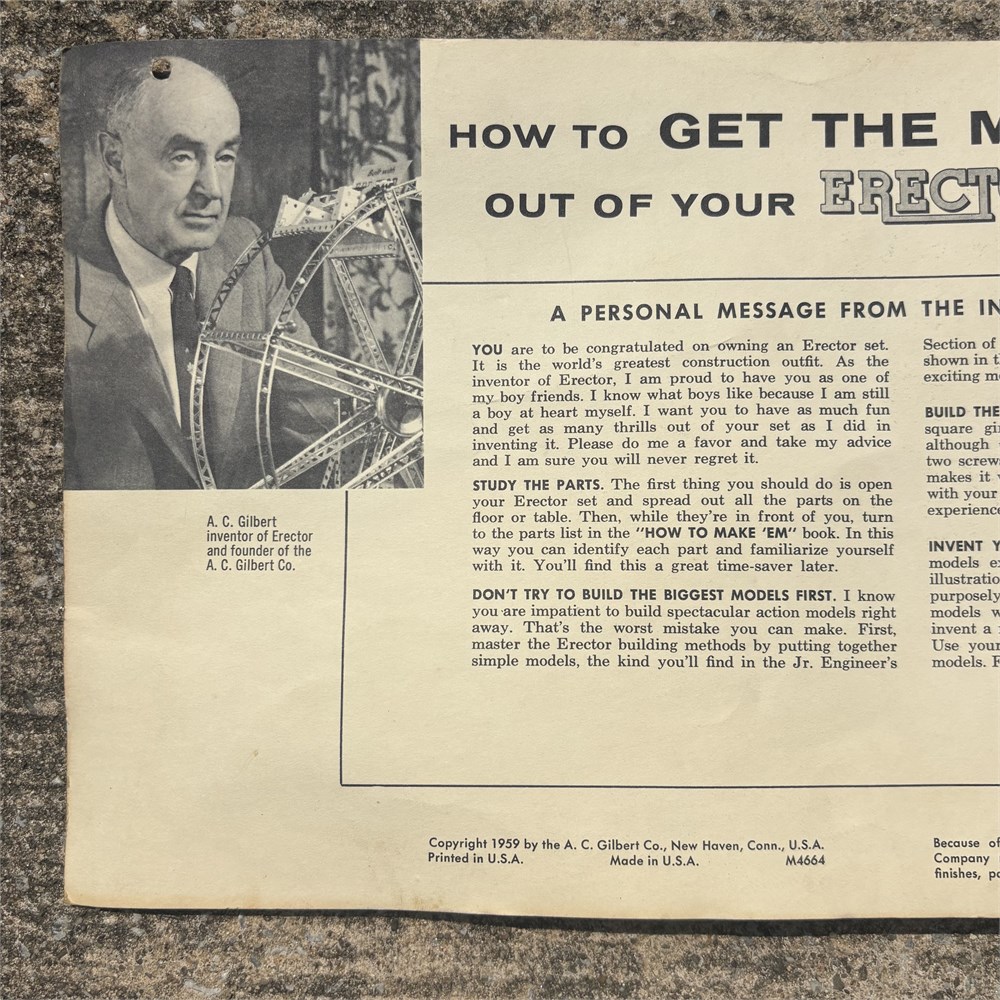 HOW TO GET THE M
OUT OF YOUR ERECT
A PERSONAL MESSAGE FROM THE IN
YOU are to be congratulated on owning an Erector set.
It is the world's greatest construction outfit. As the
inventor of Erector, I am proud to have you as one of
my boy friends. I know what boys like because I am still
a boy at heart myself. I want you to have as much fun
and get as many thrills out of your set as I did in
inventing it. Please do me a favor and take my advice
and I am sure you will never regret it.
STUDY THE PARTS. The first thing you should do is open
your Erector set and spread out all the parts on the
floor or table. Then, while they're in front of you, turn
to the parts list in the "HOW TO MAKE 'EM" book. In this
way you can identify each part and familiarize yourself
with it. You'll find this a great time-saver later.
DON'T TRY TO BUILD THE BIGGEST MODELS FIRST. I know
you are impatient to build spectacular action models right
away. That's the worst mistake you can make. First,
master the Erector building methods by putting together
simple models, the kind you'll find in the Jr. Engineer's
Section of
shown in t
exciting mo
BUILD THE
square gi
although
two screw
makes it v
with your
experience
INVENT Y
models ex
illustratio
purposely
models w
invent a
Use your
models. F
A. C. Gilbert
inventor of Erector
and founder of the
A. C. Gilbert Co.
Copyright 1959 by the A. C. Gilbert Co., New Haven, Conn., U.S.A.
Printed in U.S.A. Made in U.S.A. M4664
Because of
Company
finishes, pa